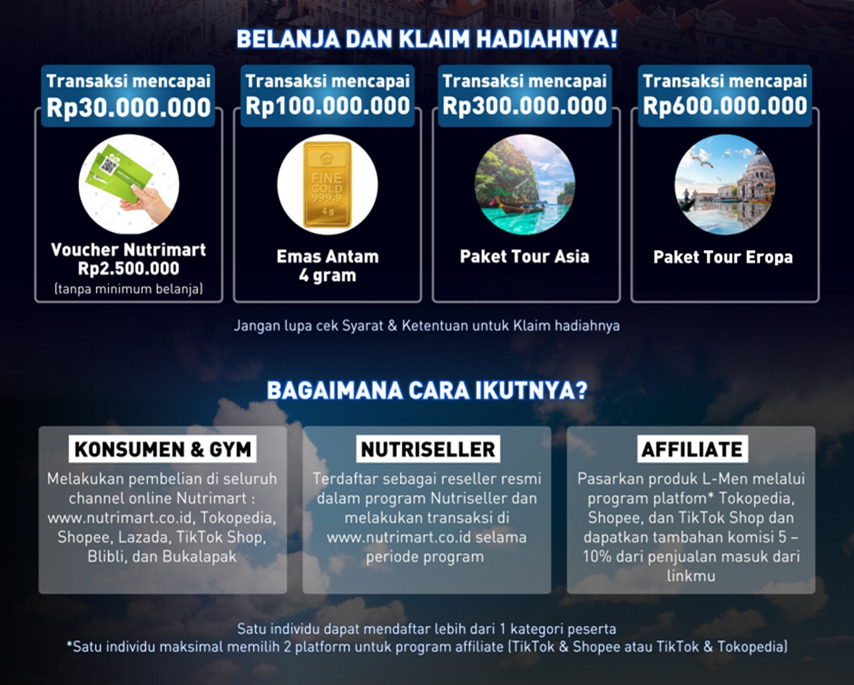 BELANJA DAN KLAIM HADIAHNYA!
Transaksi mencapai
Rp30.000.000
Voucher Nutrimart
Rp2.500.000
(tanpa minimum belanja)
Transaksi mencapai
Rp100.000.000
FINE
GOLD
999,9
4 g
Emas Antam
4 gram
Transaksi mencapai
Rp300.000.000
Paket Tour Asia
Transaksi mencapai
Rp600.000.000
Paket Tour Eropa
Jangan lupa cek Syarat & Ketentuan untuk Klaim hadiahnya
BAGAIMANA CARA IKUTNYA?
KONSUMEN & GYM
Melakukan pembelian di seluruh
channel online Nutrimart :
www.nutrimart.co.id, Tokopedia,
Shopee, Lazada, TikTok Shop,
Blibli, dan Bukalapak
NUTRISELLER
Terdaftar sebagai reseller resmi
dalam program Nutriseller dan
melakukan transaksi di
www.nutrimart.co.id selama
periode program
AFFILIATE
Pasarkan produk L-Men melalui
program platfom* Tokopedia,
Shopee, dan TikTok Shop dan
dapatkan tambahan komisi 5 –
10% dari penjualan masuk dari
linkmu
Satu individu dapat mendaftar lebih dari 1 kategori peserta
*Satu individu maksimal memilih 2 platform untuk program affiliate (TikTok & Shopee atau TikTok & Tokopedia)